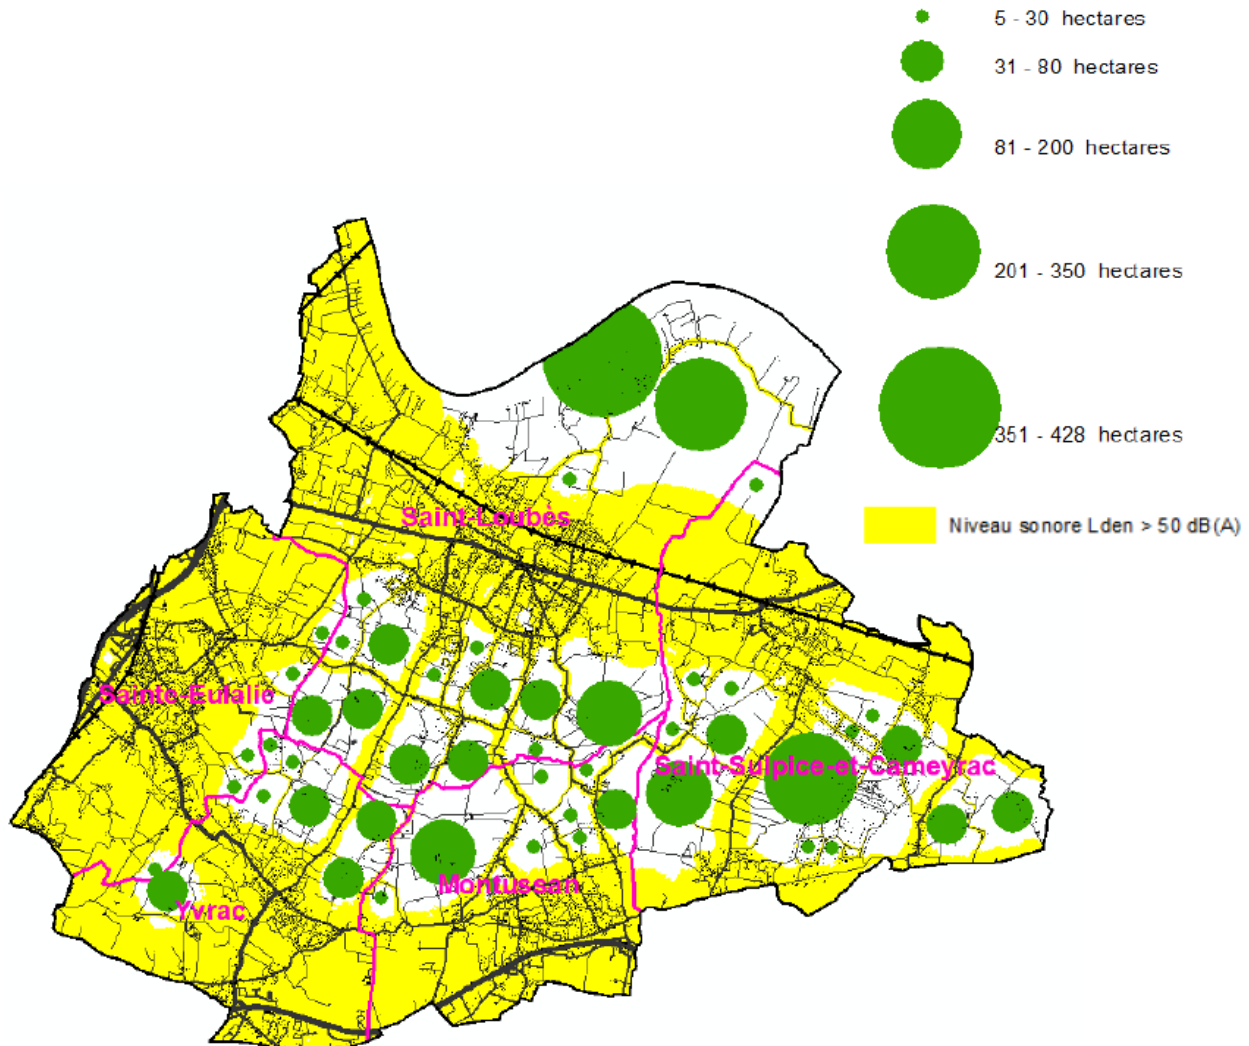 5 - 30 hectares
31 - 80 hectares
81 - 200 hectares
201 - 350 hectares
351 - 428 hectares
Niveau sonore Lden > 50 dB(A)
Saint-Loubès
Sainte-Eulalie
Saint-Sulpice-et-Cameyrac
Montussan
Yvrac